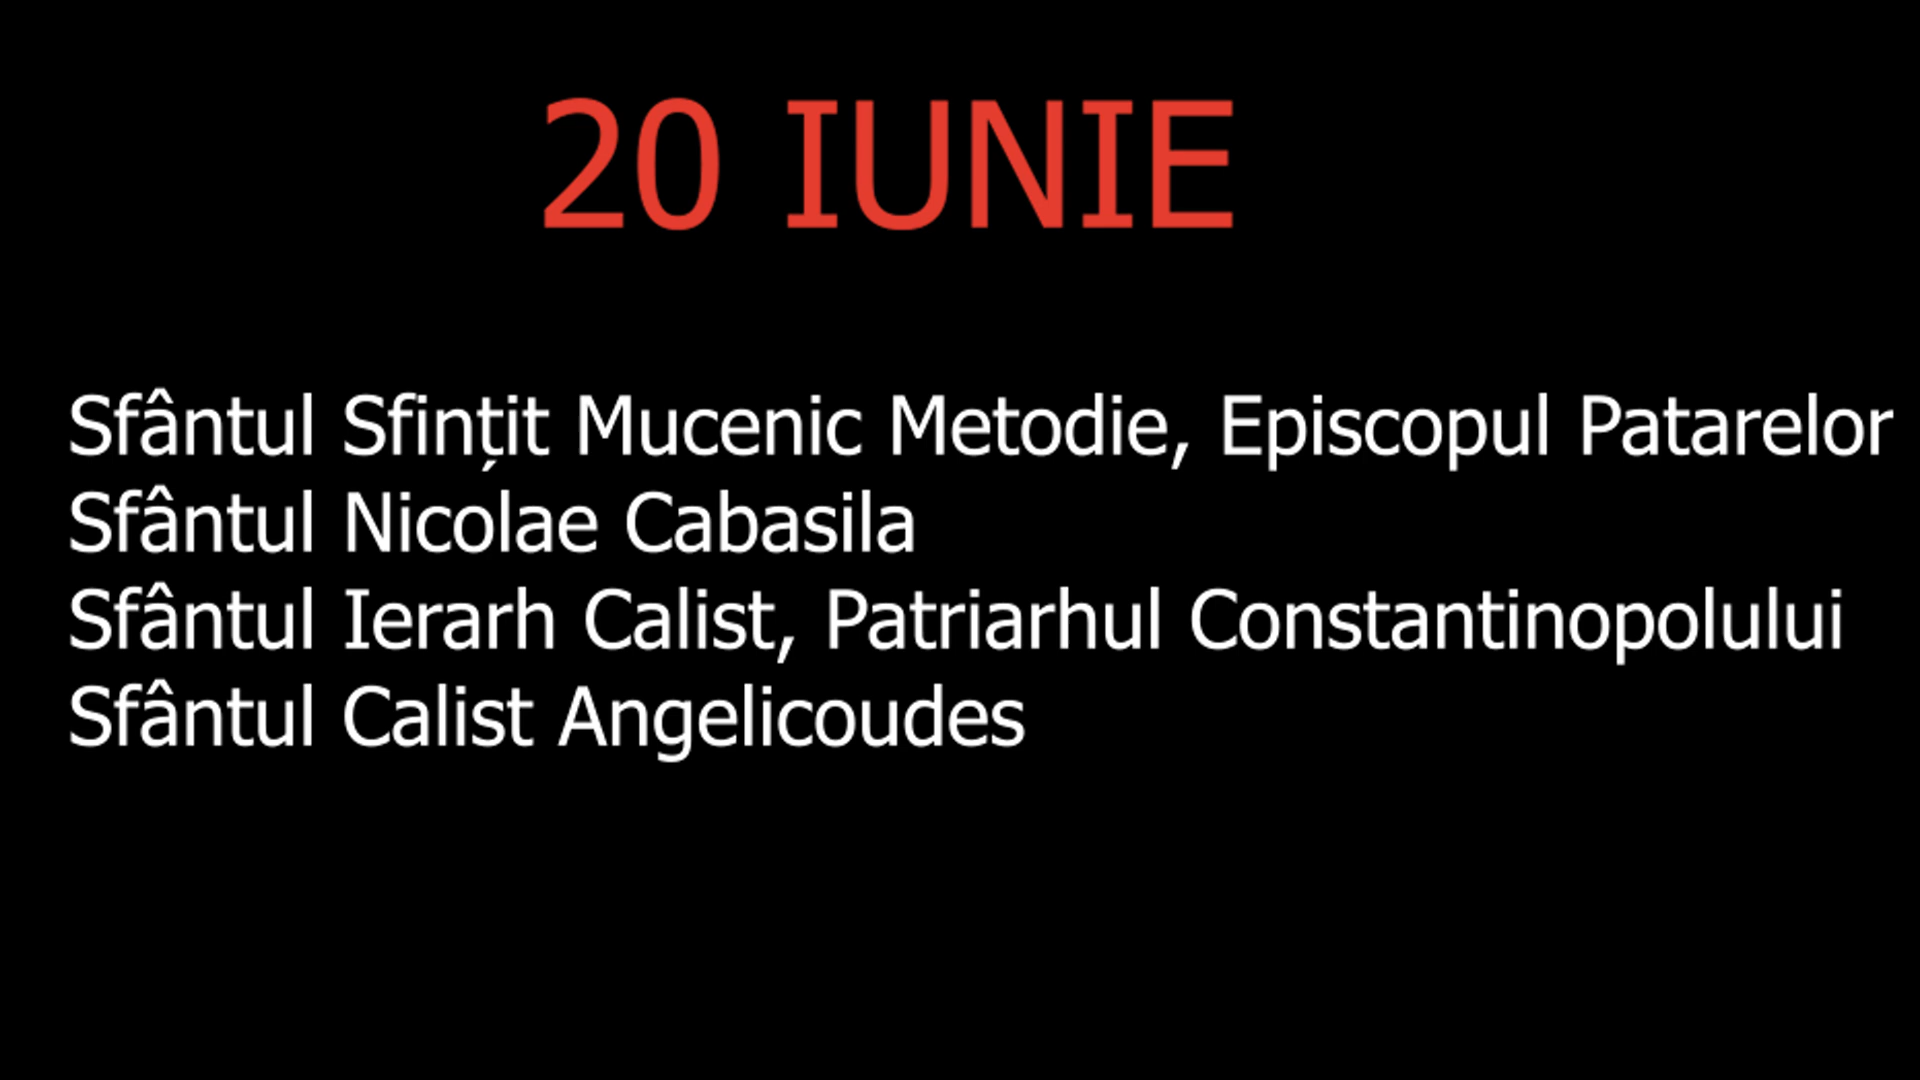 20 IUNIE
Sfântul Sfințit Mucenic Metodie, Episcopul Patarelor
Sfântul Nicolae Cabasila
Sfântul Ierarh Calist, Patriarhul Constantinopolului
Sfântul Calist Angelicoudes